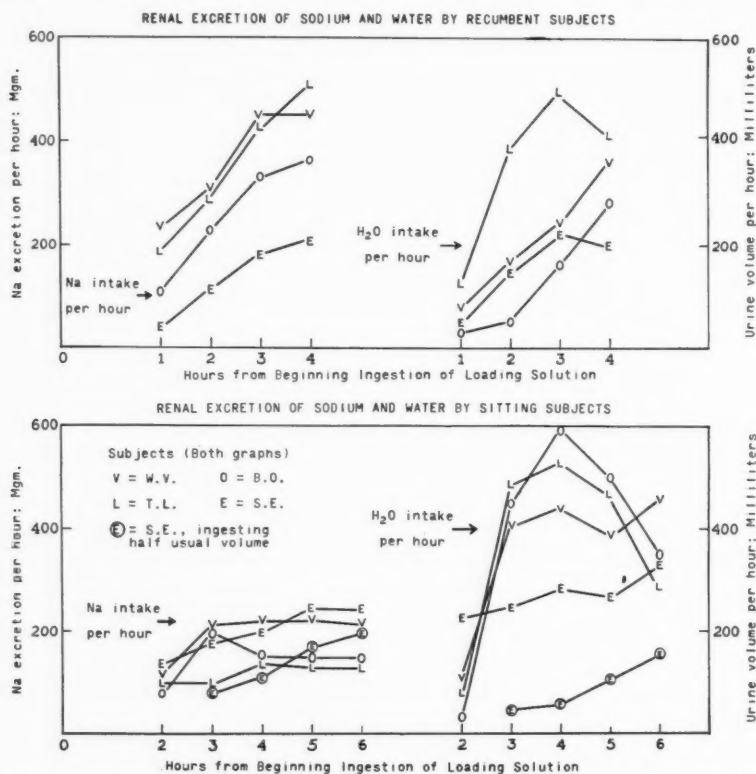 RENAL EXCRETION OF SODIUM AND WATER BY RECUMBENT SUBJECTS
600
600
Na excretion per hour: Mgm.
Urine volume per hour: Milliliters
400
400
200
200
H2O intake
per hour
Na intake
per hour
V V V V
L L L L
O O O O
E E E E
L L L L
V V V V
E E E E
O O O O
0 1 2 3 4 1 2 3 4 0
Hours from Beginning Ingestion of Loading Solution
RENAL EXCRETION OF SODIUM AND WATER BY SITTING SUBJECTS
600
600
Na excretion per hour: Mgm.
Urine volume per hour: Milliliters
Subjects (Both graphs)
V = W.V. O = B.O.
L = T.L. E = S.E.
Ⓔ = S.E., ingesting
half usual volume
400
400
H2O intake
per hour
Na intake
per hour
200
200
V V V V V
E E E E E
O O O O O
L L L L L
Ⓔ Ⓔ Ⓔ Ⓔ
O O O O O
L L L L L
V V V V V
E E E E E
Ⓔ Ⓔ Ⓔ Ⓔ
0 2 3 4 5 6 2 3 4 5 6 0
Hours from Beginning Ingestion of Loading Solution